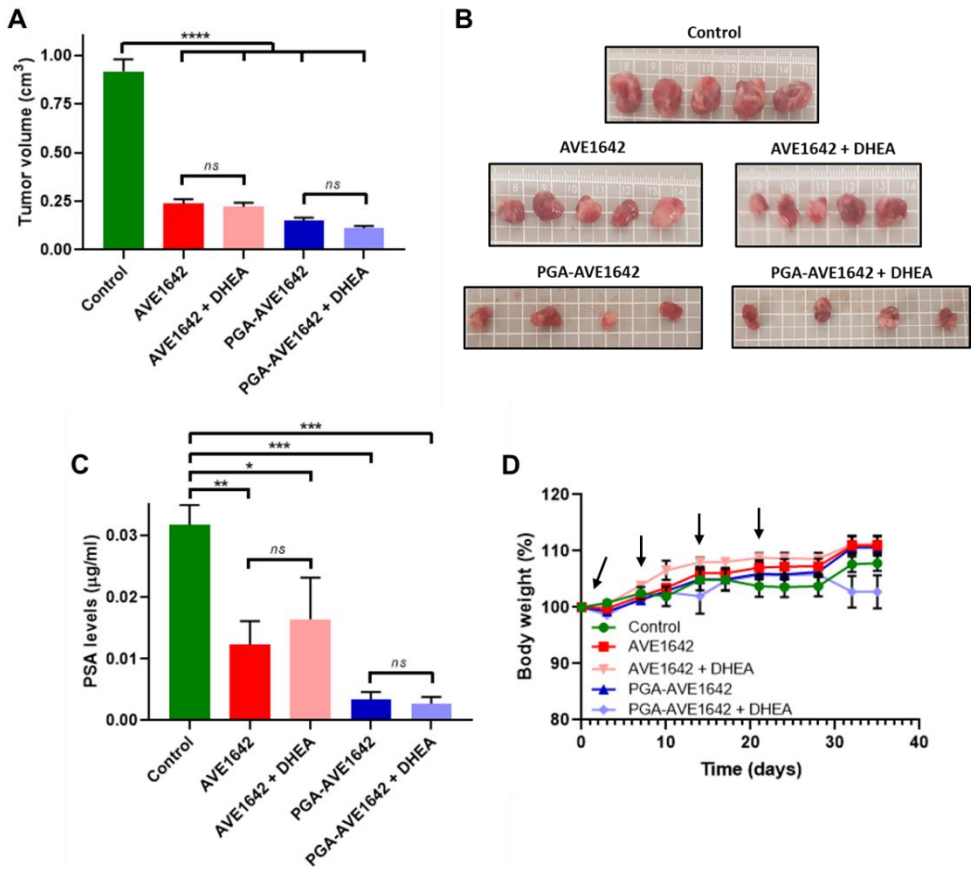 A
****
Tumor volume (cm³)
1.00
0.75
0.50
0.25
0.00
ns
ns
Control
AVE1642
AVE1642 + DHEA
PGA-AVE1642
PGA-AVE1642 + DHEA
B
Control
AVE1642
AVE1642 + DHEA
PGA-AVE1642
PGA-AVE1642 + DHEA
C
***
***
*
**
PSA levels (µg/ml)
0.03
0.02
0.01
0.00
ns
ns
Control
AVE1642
AVE1642 + DHEA
PGA-AVE1642
PGA-AVE1642 + DHEA
D
Body weight (%)
120
110
100
90
80
Control
AVE1642
AVE1642 + DHEA
PGA-AVE1642
PGA-AVE1642 + DHEA
0
10
20
30
40
Time (days)